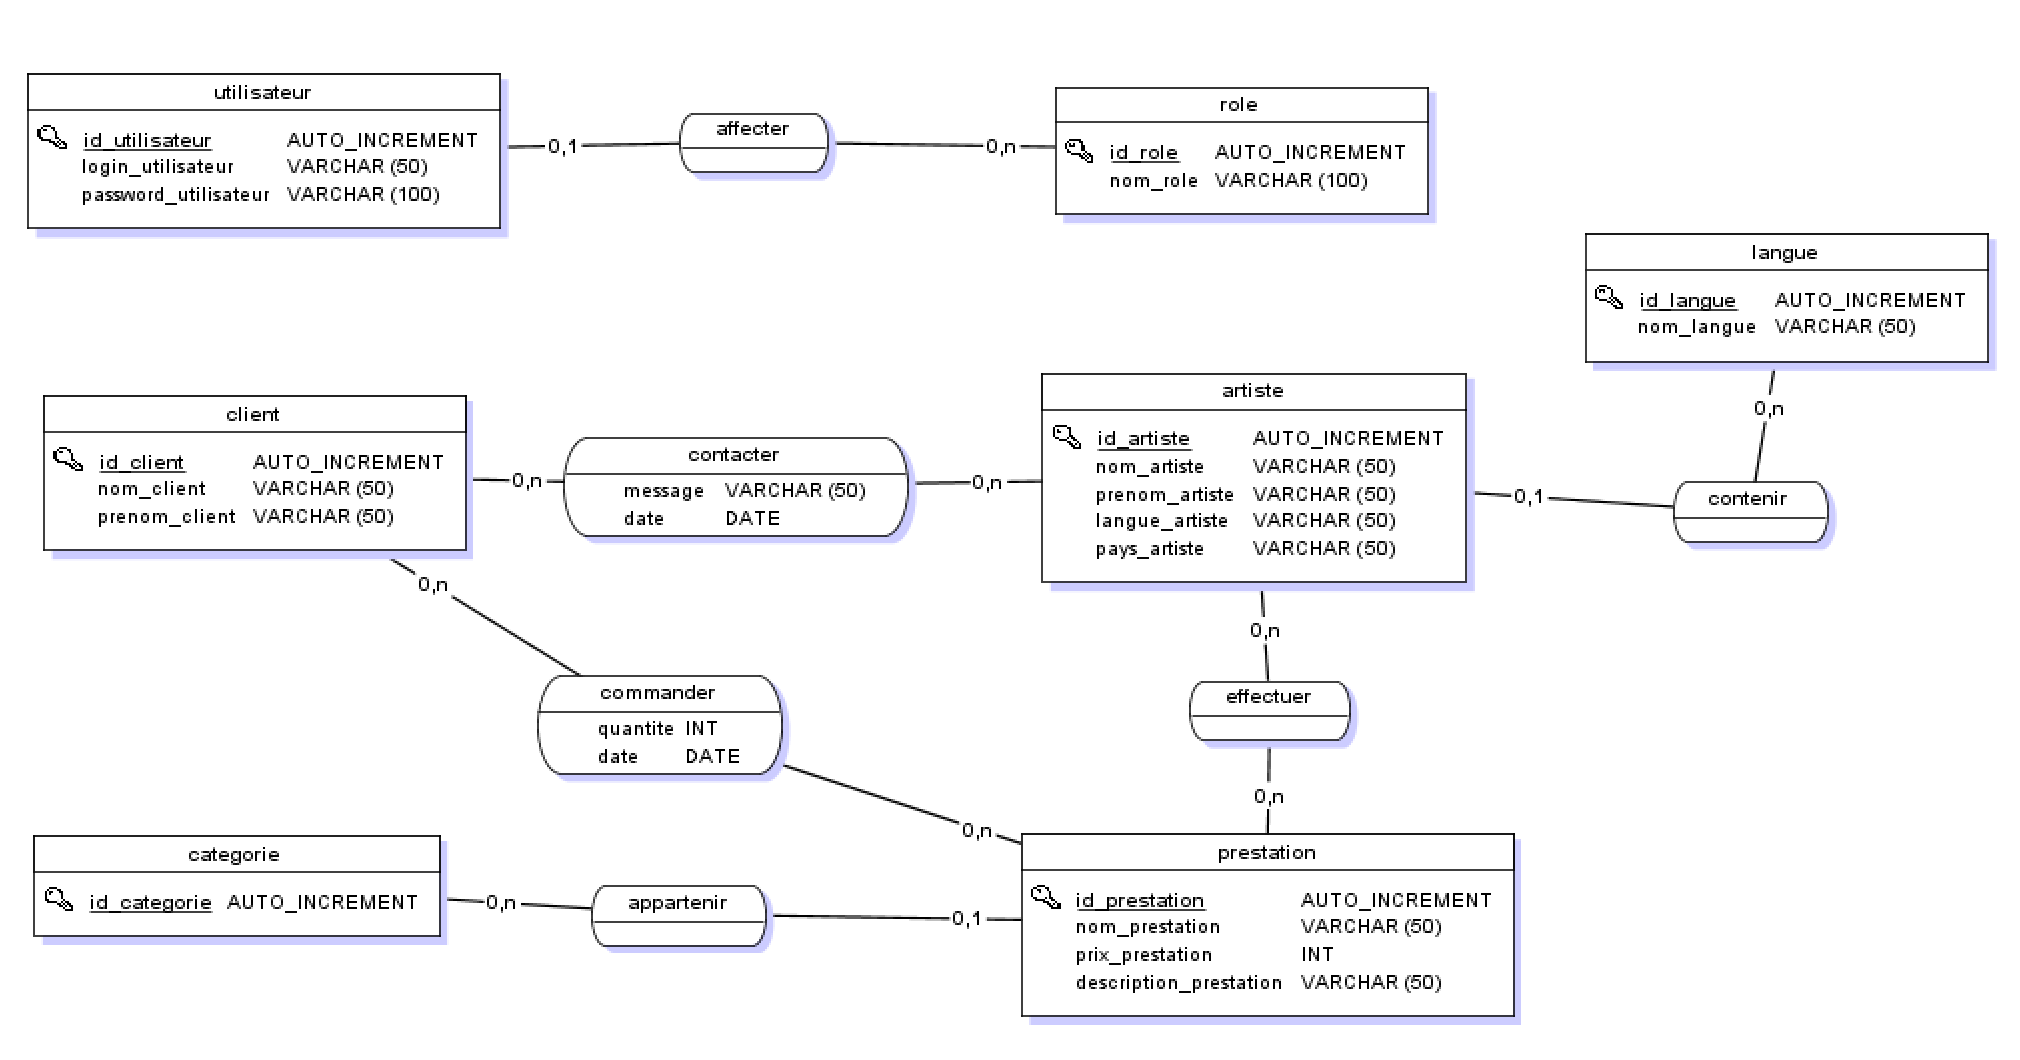 utilisateur
id_utilisateur AUTO_INCREMENT
login_utilisateur VARCHAR (50)
password_utilisateur VARCHAR (100)
0,1
affecter
0,n
role
id_role AUTO_INCREMENT
nom_role VARCHAR (100)
langue
id_langue AUTO_INCREMENT
nom_langue VARCHAR (50)
0,n
contenir
0,1
client
id_client AUTO_INCREMENT
nom_client VARCHAR (50)
prenom_client VARCHAR (50)
0,n
contacter
message VARCHAR (50)
date DATE
0,n
artiste
id_artiste AUTO_INCREMENT
nom_artiste VARCHAR (50)
prenom_artiste VARCHAR (50)
langue_artiste VARCHAR (50)
pays_artiste VARCHAR (50)
0,n
commander
quantite INT
date DATE
0,n
0,n
effectuer
0,n
categorie
id_categorie AUTO_INCREMENT
0,n
appartenir
0,1
prestation
id_prestation AUTO_INCREMENT
nom_prestation VARCHAR (50)
prix_prestation INT
description_prestation VARCHAR (50)